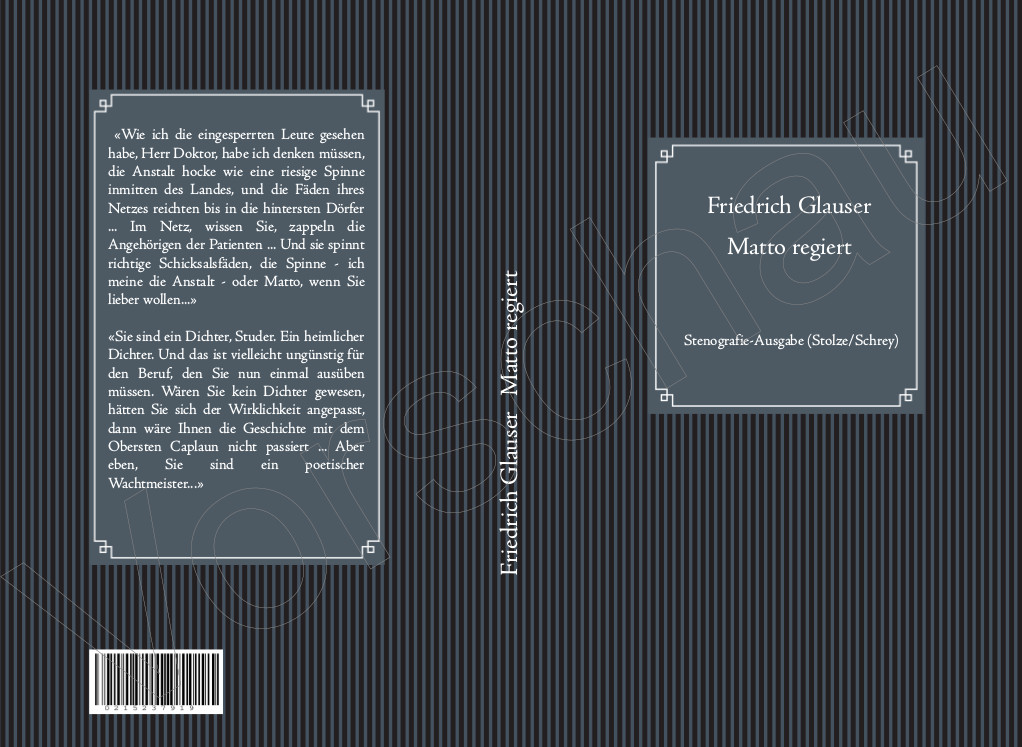 «Wie ich die eingesperrten Leute gesehen
habe, Herr Doktor, habe ich denken müssen,
die Anstalt hocke wie eine riesige Spinne
inmitten des Landes, und die Fäden ihres
Netzes reichten bis in die hintersten Dörfer
... Im Netz, wissen Sie, zappeln die
Angehörigen der Patienten ... Und sie spinnt
richtige Schicksalsfäden, die Spinne - ich
meine die Anstalt - oder Matto, wenn Sie
lieber wollen...»
«Sie sind ein Dichter, Studer. Ein heimlicher
Dichter. Und das ist vielleicht ungünstig für
den Beruf, den Sie nun einmal ausüben
müssen. Wären Sie kein Dichter gewesen,
hätten Sie sich der Wirklichkeit angepasst,
dann wäre Ihnen die Geschichte mit dem
Obersten Caplaun nicht passiert ... Aber
eben, Sie sind ein poetischer
Wachtmeister...»
0215237919
Friedrich Glauser Matto regiert
Friedrich Glauser
Matto regiert
Stenografie-Ausgabe (Stolze/Schrey)
Vorschau